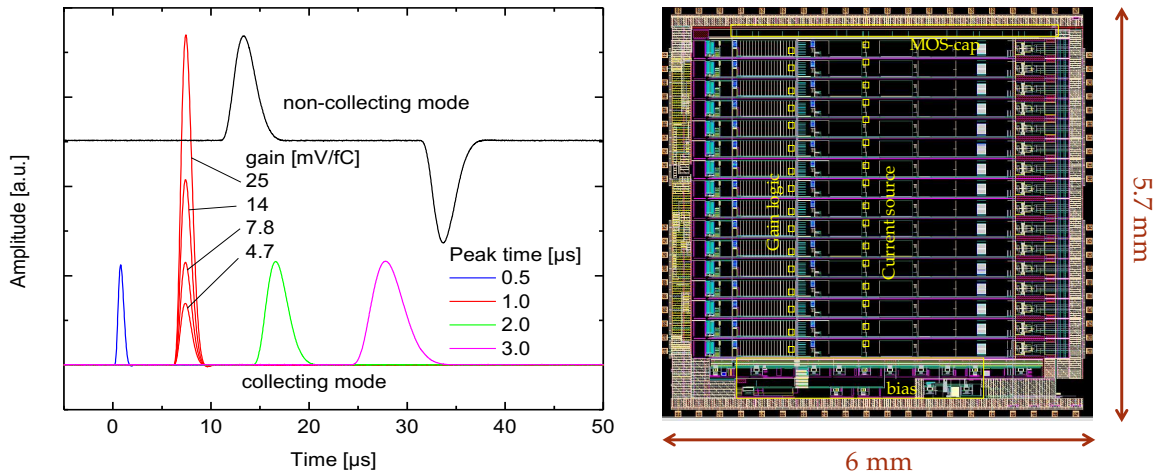 non-collecting mode
gain [mV/fC]
25
14
7.8
4.7
Peak time [µs]
0.5
1.0
2.0
3.0
collecting mode
Amplitude [a.u.]
0
10
20
30
40
50
Time [µs]
MOS-cap
Gain logic
Current source
bias
5.7 mm
6 mm